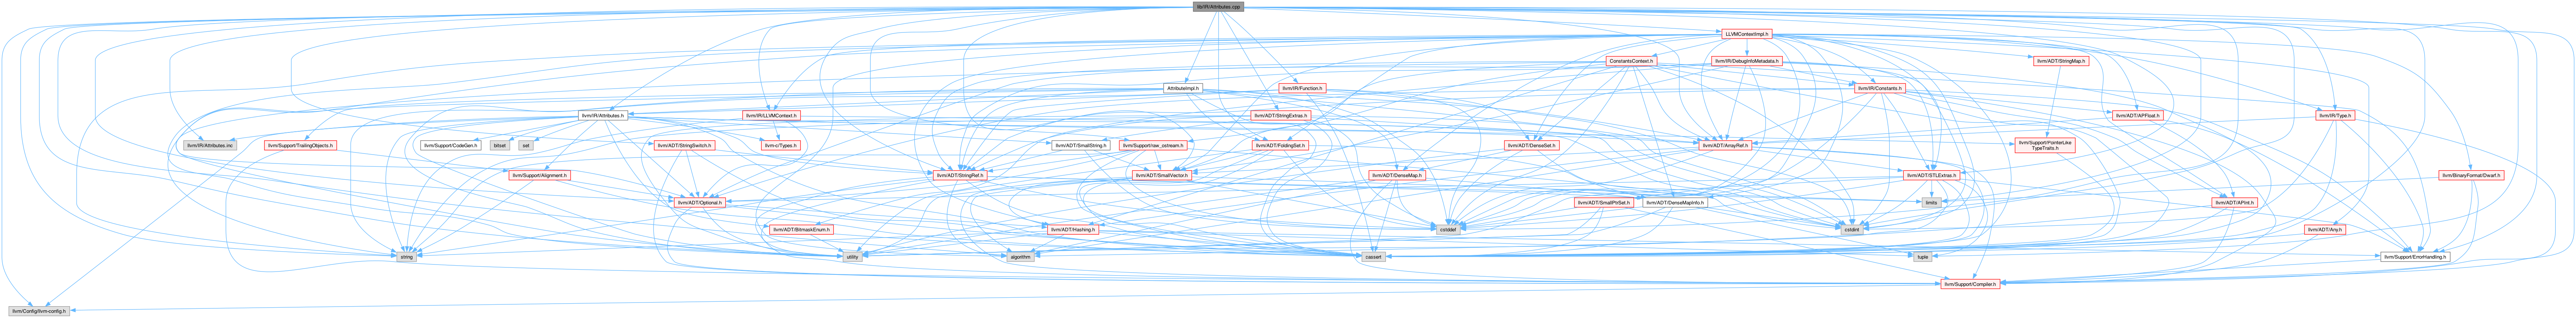 lib/IR/Attributes.cpp
LLVMContextImpl.h
ConstantsContext.h
llvm/IR/DebugInfoMetadata.h
llvm/ADT/StringMap.h
AttributeImpl.h
llvm/IR/Function.h
llvm/IR/Constants.h
llvm/IR/Attributes.h
llvm/IR/LLVMContext.h
llvm/ADT/StringExtras.h
llvm/ADT/APFloat.h
llvm/IR/Type.h
llvm/IR/Attributes.inc
llvm/Support/TrailingObjects.h
llvm/Support/CodeGen.h
bitset
set
llvm/ADT/StringSwitch.h
llvm-c/Types.h
llvm/ADT/SmallString.h
llvm/Support/raw_ostream.h
llvm/ADT/FoldingSet.h
llvm/ADT/DenseSet.h
llvm/ADT/ArrayRef.h
llvm/Support/PointerLike
TypeTraits.h
llvm/Support/Alignment.h
llvm/ADT/StringRef.h
llvm/ADT/SmallVector.h
llvm/ADT/DenseMap.h
llvm/ADT/STLExtras.h
llvm/BinaryFormat/Dwarf.h
llvm/ADT/Optional.h
llvm/ADT/SmallPtrSet.h
llvm/ADT/DenseMapInfo.h
limits
llvm/ADT/APInt.h
llvm/ADT/BitmaskEnum.h
llvm/ADT/Hashing.h
cstddef
cstdint
llvm/ADT/Any.h
string
utility
algorithm
cassert
tuple
llvm/Support/ErrorHandling.h
llvm/Support/Compiler.h
llvm/Config/llvm-config.h